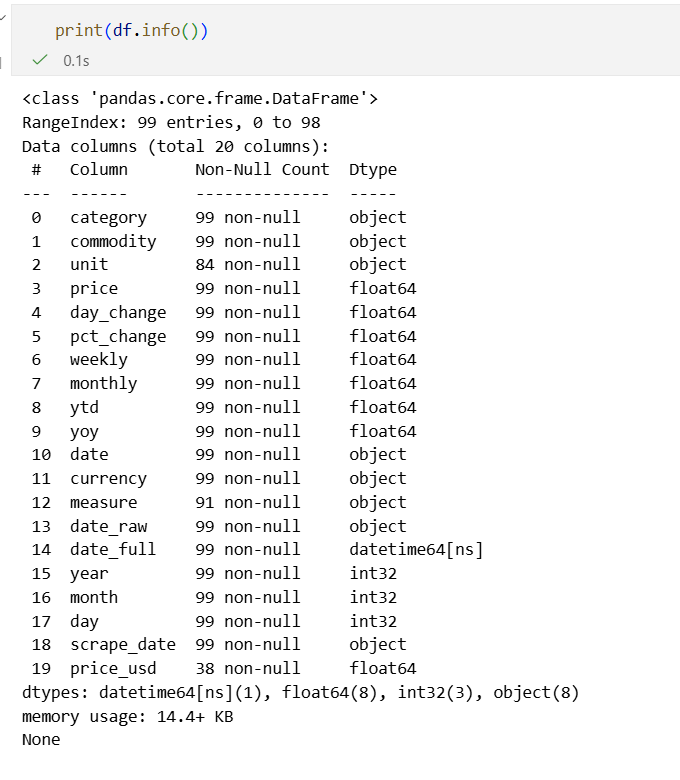 print(df.info())
0.1s
<class 'pandas.core.frame.DataFrame'>
RangeIndex: 99 entries, 0 to 98
Data columns (total 20 columns):
 #   Column       Non-Null Count  Dtype
---  ------       --------------  -----
 0   category     99 non-null     object
 1   commodity    99 non-null     object
 2   unit         84 non-null     object
 3   price        99 non-null     float64
 4   day_change   99 non-null     float64
 5   pct_change   99 non-null     float64
 6   weekly       99 non-null     float64
 7   monthly      99 non-null     float64
 8   ytd          99 non-null     float64
 9   yoy          99 non-null     float64
 10  date         99 non-null     object
 11  currency     99 non-null     object
 12  measure      91 non-null     object
 13  date_raw     99 non-null     object
 14  date_full    99 non-null     datetime64[ns]
 15  year         99 non-null     int32
 16  month        99 non-null     int32
 17  day          99 non-null     int32
 18  scrape_date  99 non-null     object
 19  price_usd    38 non-null     float64
dtypes: datetime64[ns](1), float64(8), int32(3), object(8)
memory usage: 14.4+ KB
None